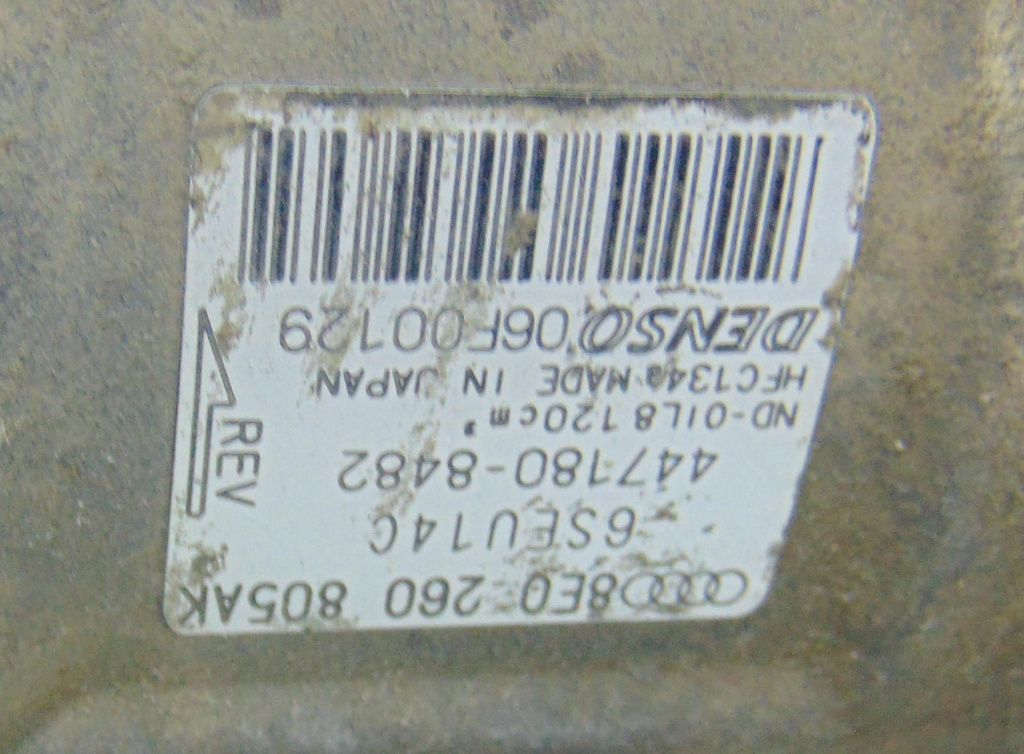 8E0 260 805AK
6SEU14C
447180-8482
ND-OIL8 120cm³
HFC134a MADE IN JAPAN
DENSO 06F00129
REV